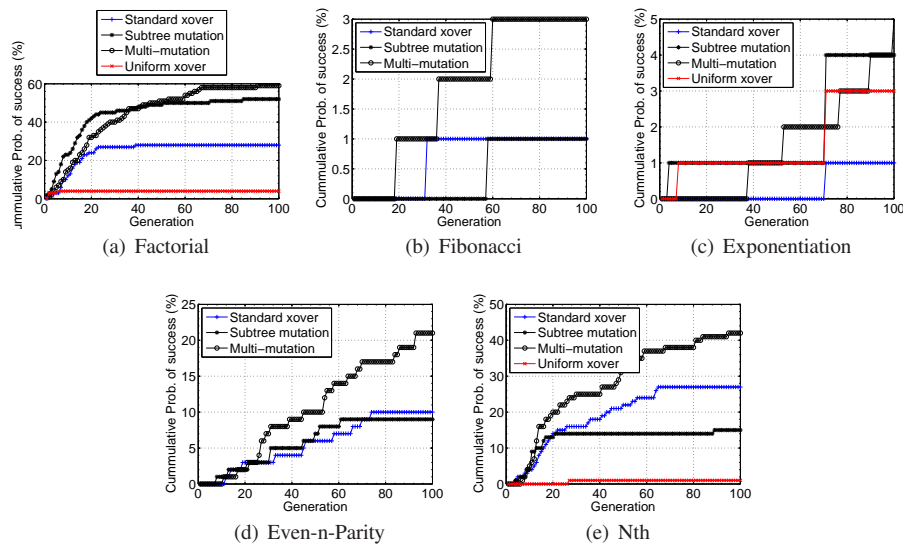 Standard xover
Subtree mutation
Multi−mutation
Uniform xover
ummulative Prob. of success (%)
60
40
20
0
0 20 40 60 80 100
Generation
(a) Factorial
Cummulative Prob. of success (%)
3
2.5
2
1.5
1
0.5
0
Standard xover
Subtree mutation
Multi−mutation
0 20 40 60 80 100
Generation
(b) Fibonacci
Cummulative Prob. of success (%)
5
4
3
2
1
0
Standard xover
Subtree mutation
Multi−mutation
Uniform xover
0 20 40 60 80 100
Generation
(c) Exponentiation
Cummulative Prob. of success (%)
25
20
15
10
5
0
Standard xover
Subtree mutation
Multi−mutation
0 20 40 60 80 100
Generation
(d) Even-n-Parity
Cummulative Prob. of success (%)
50
40
30
20
10
0
Standard xover
Subtree mutation
Multi−mutation
Uniform xover
0 20 40 60 80 100
Generation
(e) Nth